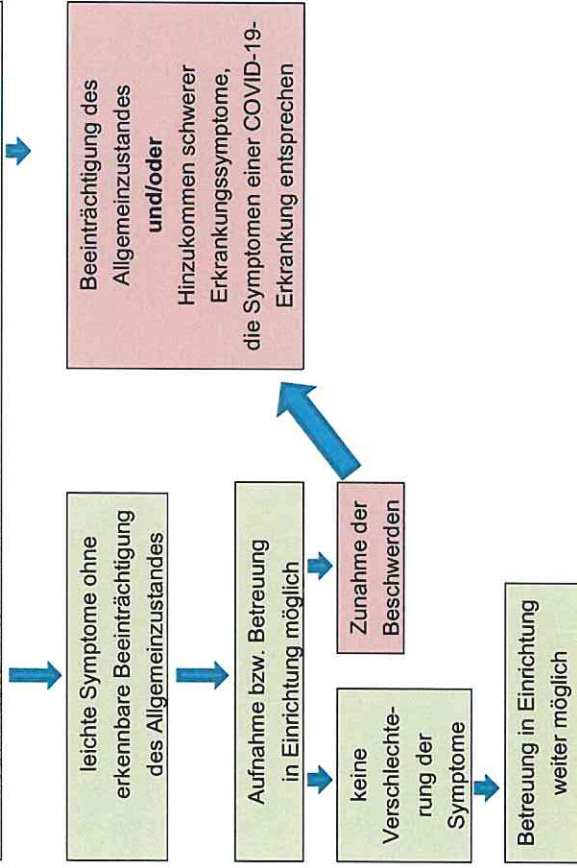 leichte Symptome ohne
erkennbare Beeinträchtigung
des Allgemeinzustandes
Beeinträchtigung des
Allgemeinzustandes
und/oder
Hinzukommen schwerer
Erkrankungssymptome,
die Symptomen einer COVID-19-
Erkrankung entsprechen
Aufnahme bzw. Betreuung
in Einrichtung möglich
keine
Verschlechte-
rung der
Symptome
Zunahme der
Beschwerden
Betreuung in Einrichtung
weiter möglich